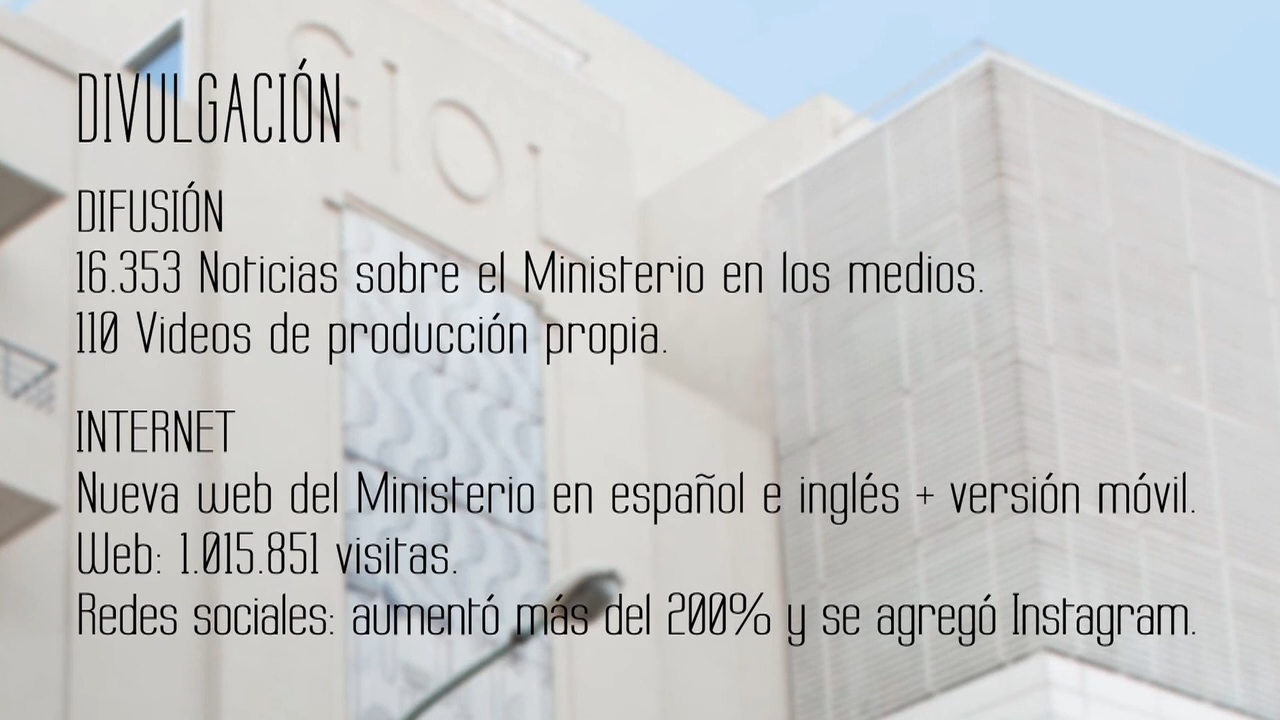 DIVULGACIÓN
DIFUSIÓN
16.353 Noticias sobre el Ministerio en los medios.
110 Videos de producción propia.
INTERNET
Nueva web del Ministerio en español e inglés + versión móvil.
Web: 1.015.851 visitas.
Redes sociales: aumentó más del 200% y se agregó Instagram.